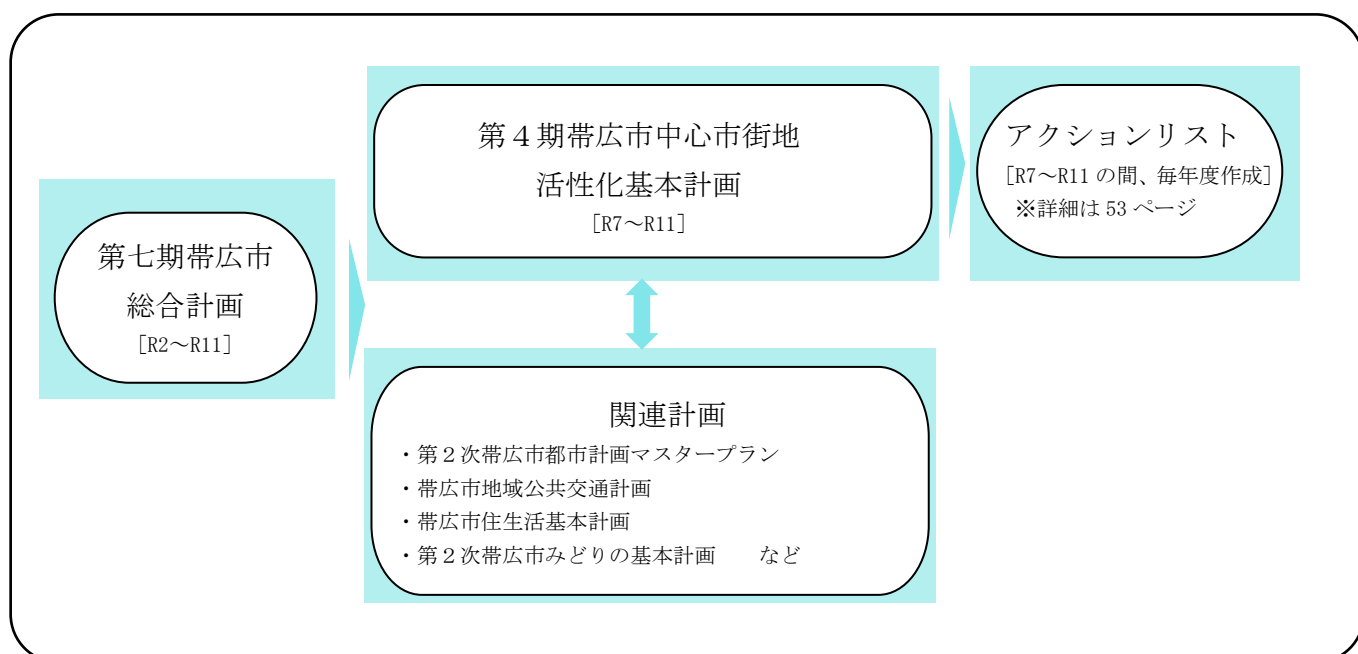 第七期帯広市
総合計画
[R2～R11]
第４期帯広市中心市街地
活性化基本計画
[R7～R11]
アクションリスト
[R7～R11 の間、毎年度作成]
※詳細は 53 ページ
関連計画
・第２次帯広市都市計画マスタープラン
・帯広市地域公共交通計画
・帯広市住生活基本計画
・第２次帯広市みどりの基本計画　　など